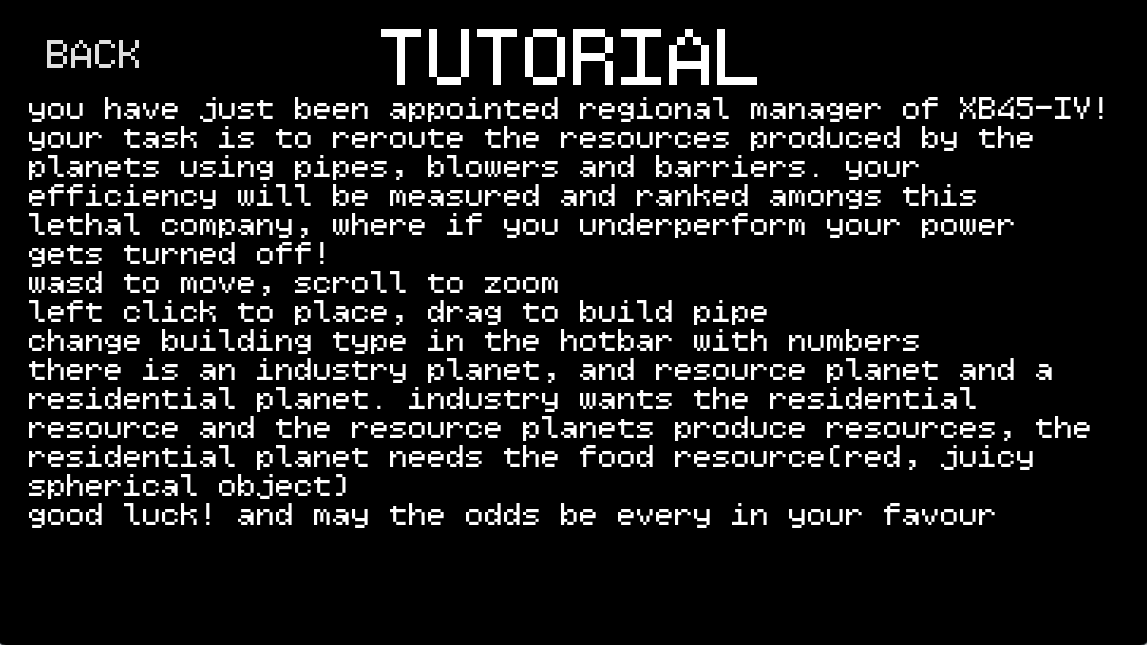 BACK
TUTORIAL
you have just been appointed regional manager of XB45-IV!
your task is to reroute the resources produced by the
planets using pipes, blowers and barriers. your
efficiency will be measured and ranked amongs this
lethal company, where if you underperform your power
gets turned off!
wasd to move, scroll to zoom
left click to place, drag to build pipe
change building type in the hotbar with numbers
there is an industry planet, and resource planet and a
residential planet. industry wants the residential
resource and the resource planets produce resources, the
residential planet needs the food resource(red, juicy
spherical object)
good luck! and may the odds be every in your favour